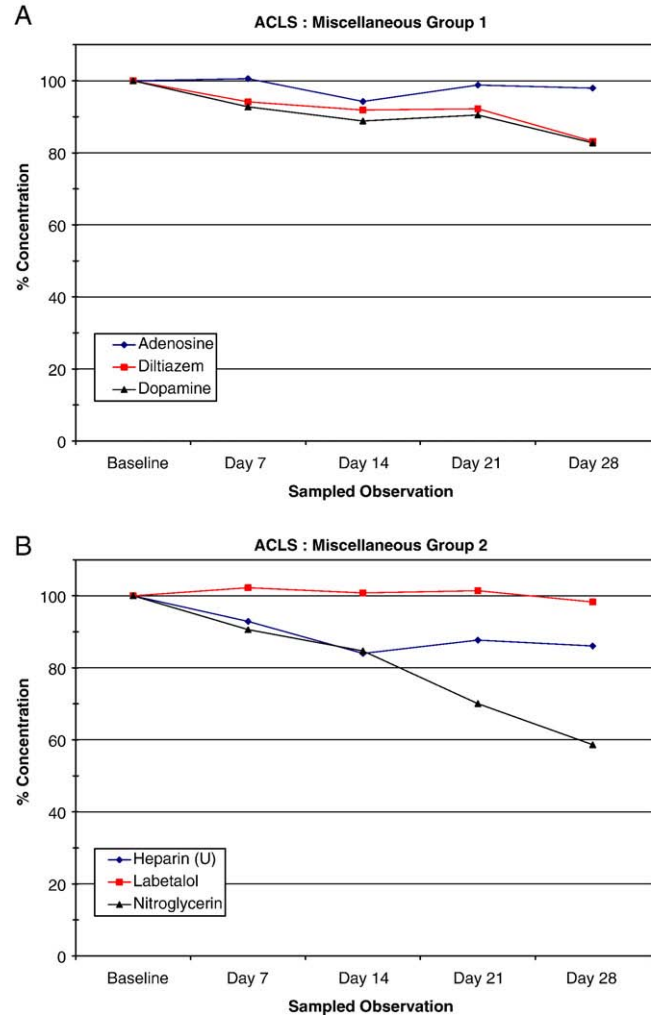 A
ACLS : Miscellaneous Group 1
100
80
60
40
20
0
% Concentration
Adenosine
Diltiazem
Dopamine
Baseline Day 7 Day 14 Day 21 Day 28
Sampled Observation
B
ACLS : Miscellaneous Group 2
100
80
60
40
20
0
% Concentration
Heparin (U)
Labetalol
Nitroglycerin
Baseline Day 7 Day 14 Day 21 Day 28
Sampled Observation